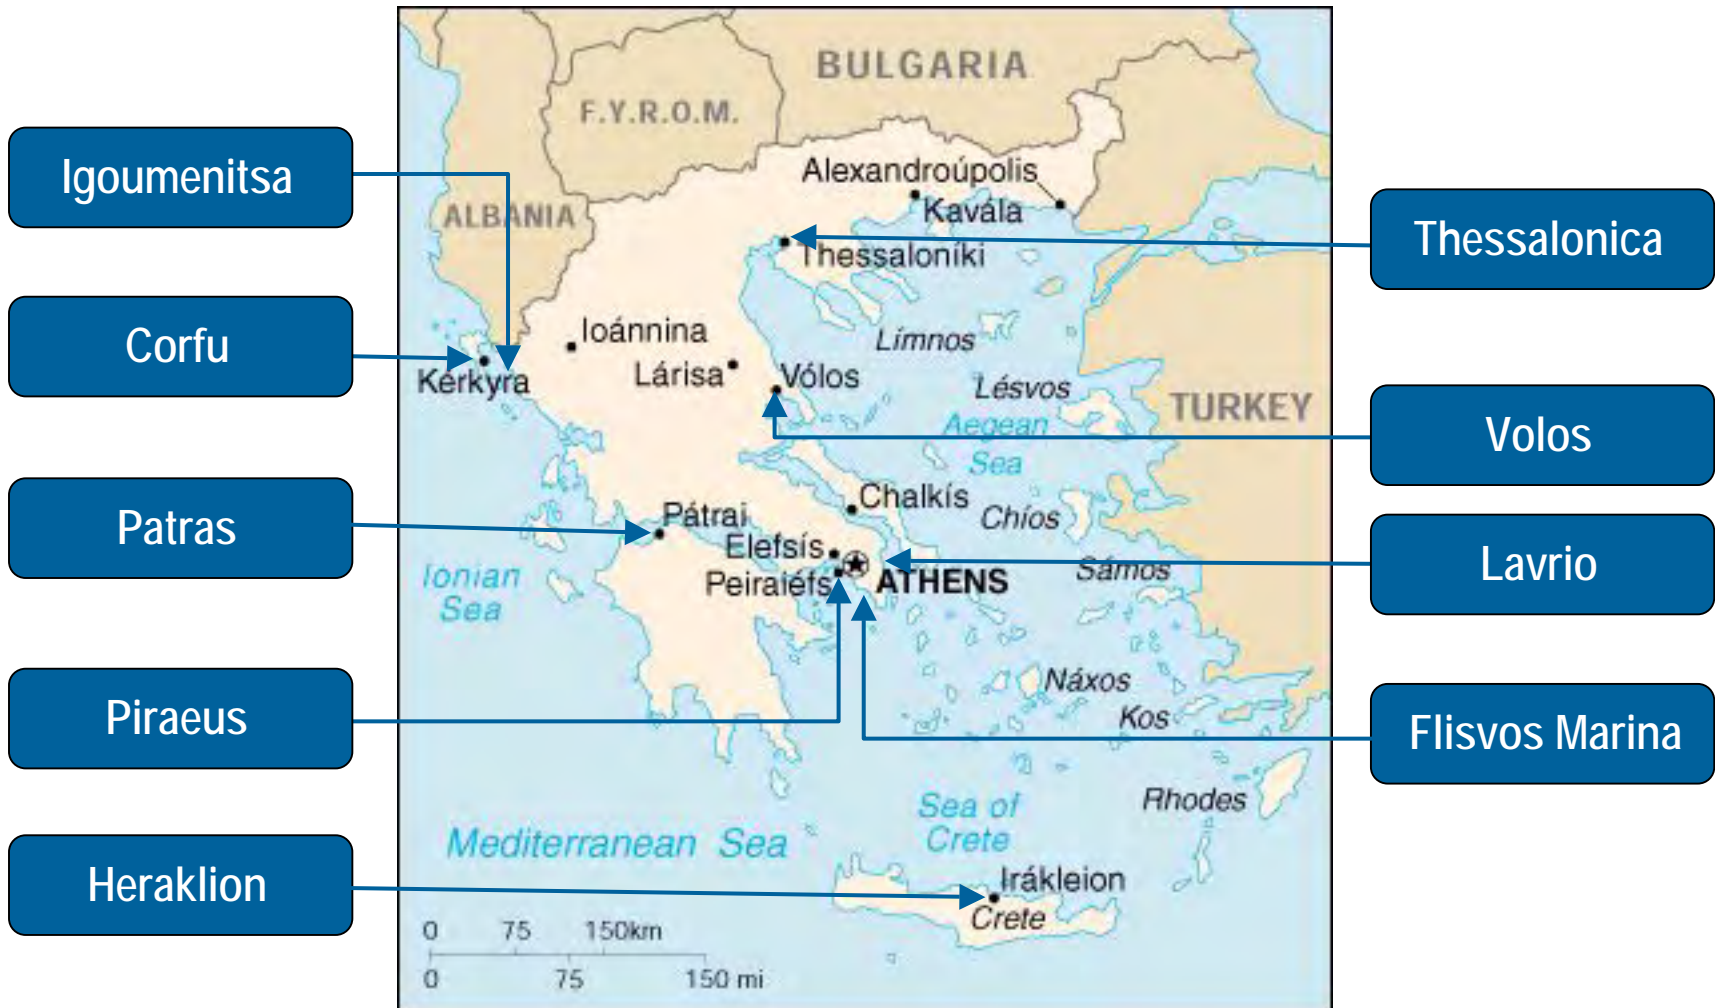 BULGARIA
F.Y.R.O.M.
Igoumenitsa
Alexandroúpolis
ALBANIA
Kavála
Thessalonica
Thessaloníki
Corfu
Ioánnina
Límnos
Lárisa
Vólos
Kérkyra
Lésvos
TURKEY
Aegean
Sea
Volos
Patras
Pátrai
Chalkís
Chíos
Elefsís
Lavrio
Ionian
Sea
Peiraiéfs
ATHENS
Sámos
Piraeus
Náxos
Kos
Flisvos Marina
Rhodes
Sea of
Crete
Mediterranean Sea
Heraklion
Irákleion
Crete
0 75 150km
0 75 150 mi